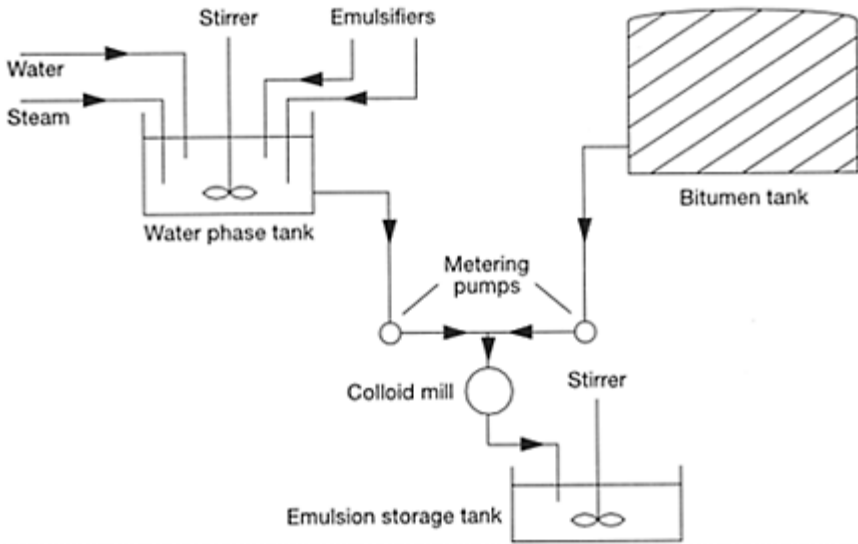 Stirrer
Emulsifiers
Water
Steam
Water phase tank
Bitumen tank
Metering
pumps
Colloid mill
Stirrer
Emulsion storage tank